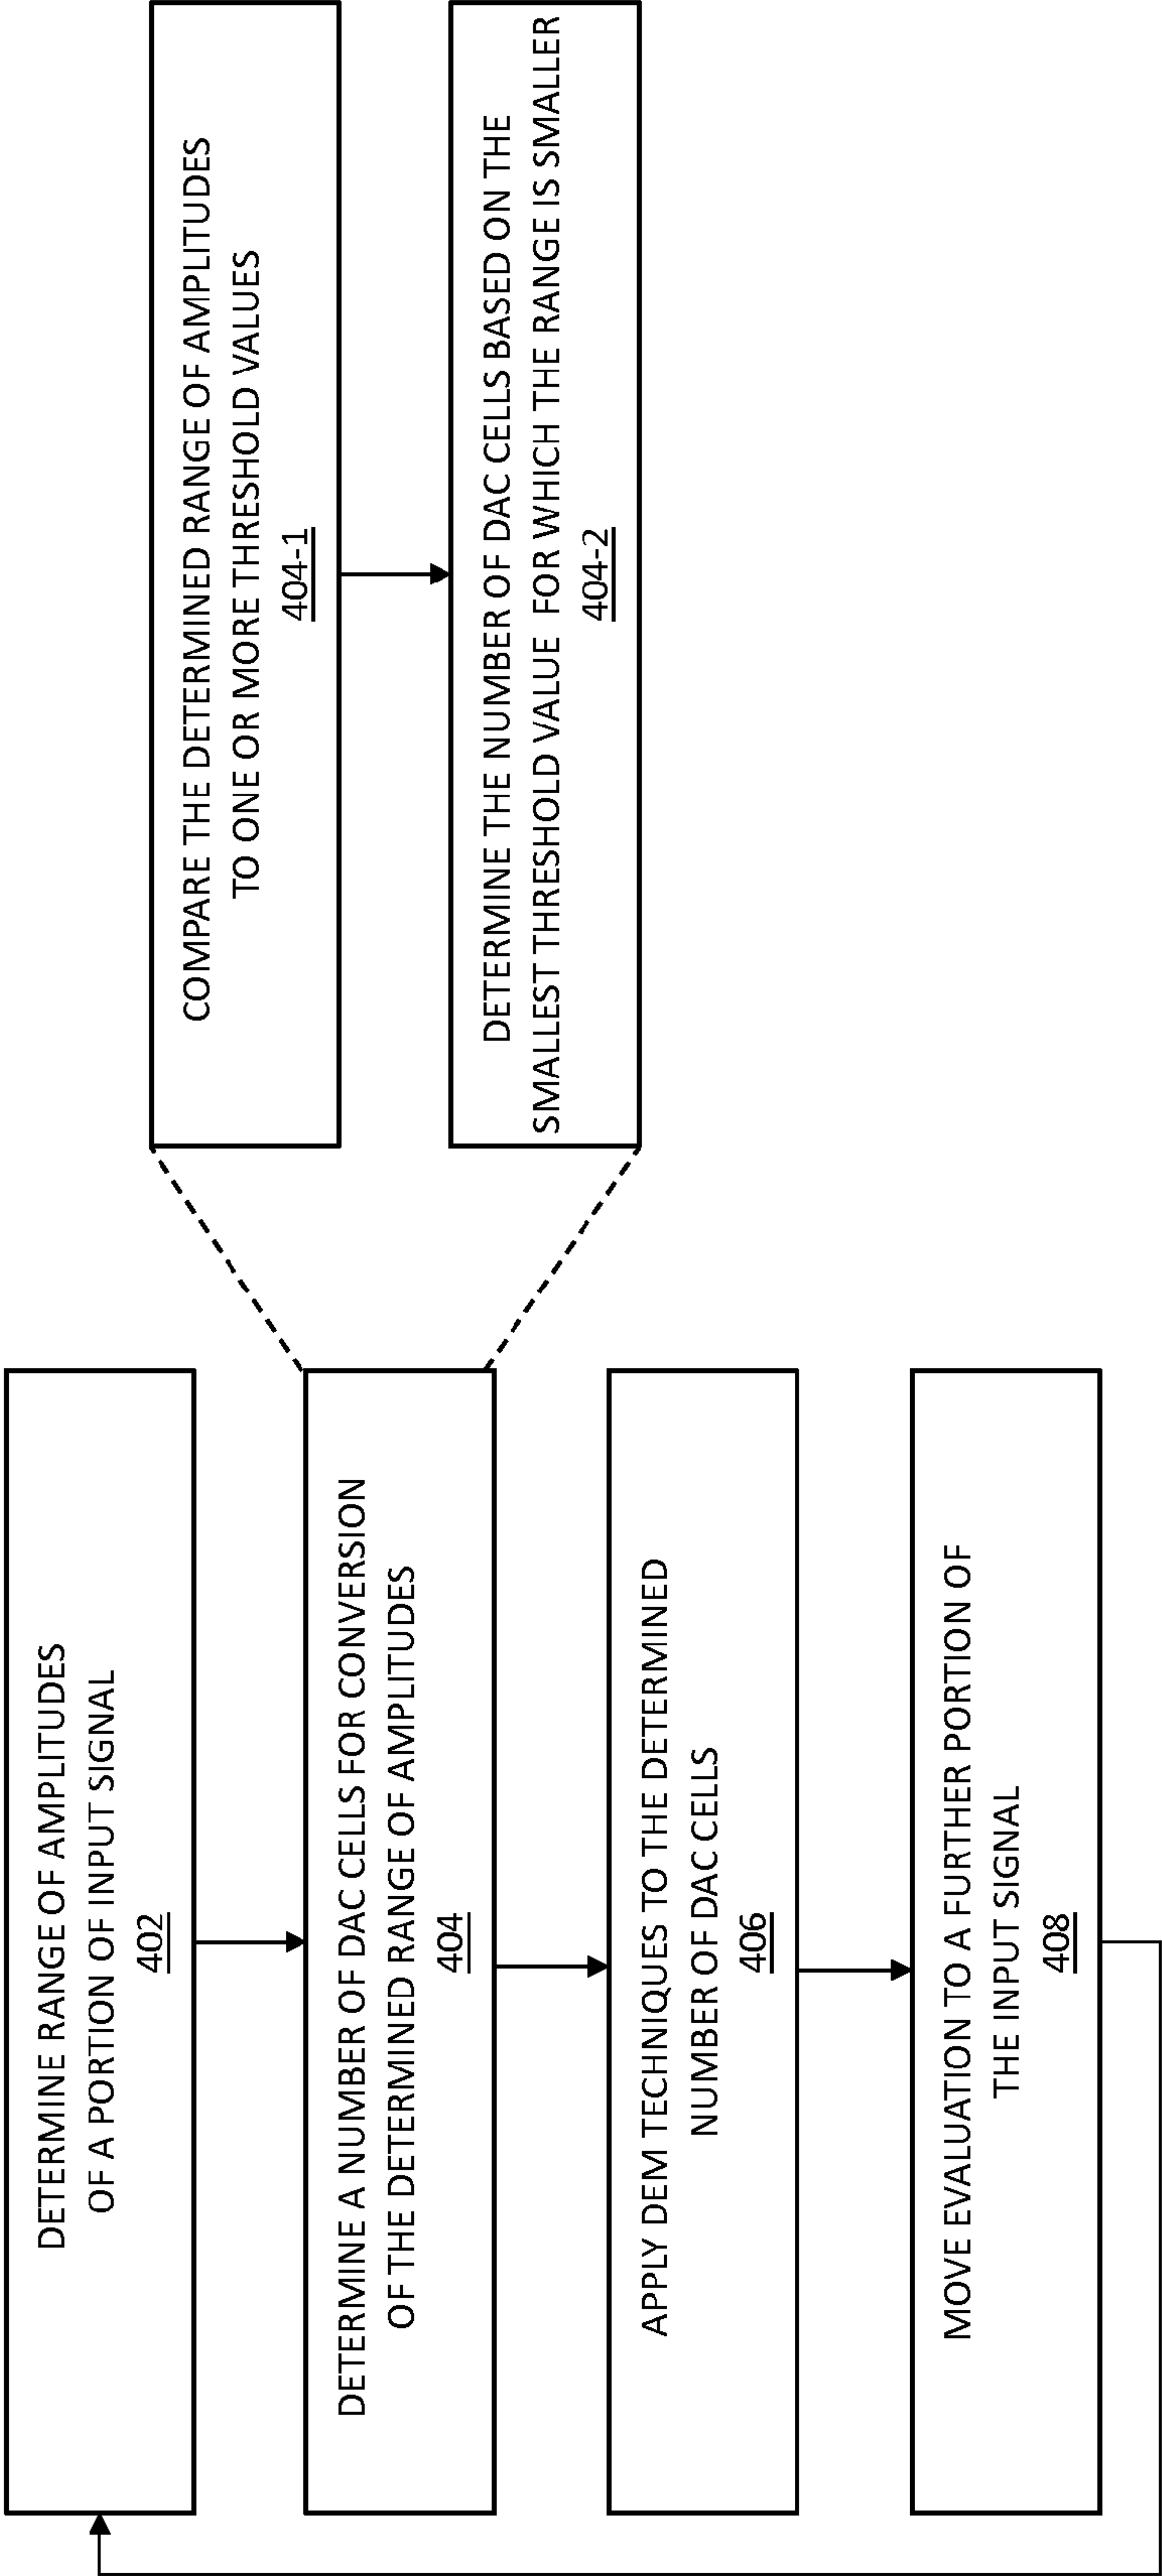 DETERMINE RANGE OF AMPLITUDES
OF A PORTION OF INPUT SIGNAL
402
DETERMINE A NUMBER OF DAC CELLS FOR CONVERSION
OF THE DETERMINED RANGE OF AMPLITUDES
404
APPLY DEM TECHNIQUES TO THE DETERMINED
NUMBER OF DAC CELLS
406
MOVE EVALUATION TO A FURTHER PORTION OF
THE INPUT SIGNAL
408
COMPARE THE DETERMINED RANGE OF AMPLITUDES
TO ONE OR MORE THRESHOLD VALUES
404-1
DETERMINE THE NUMBER OF DAC CELLS BASED ON THE
SMALLEST THRESHOLD VALUE FOR WHICH THE RANGE IS SMALLER
404-2